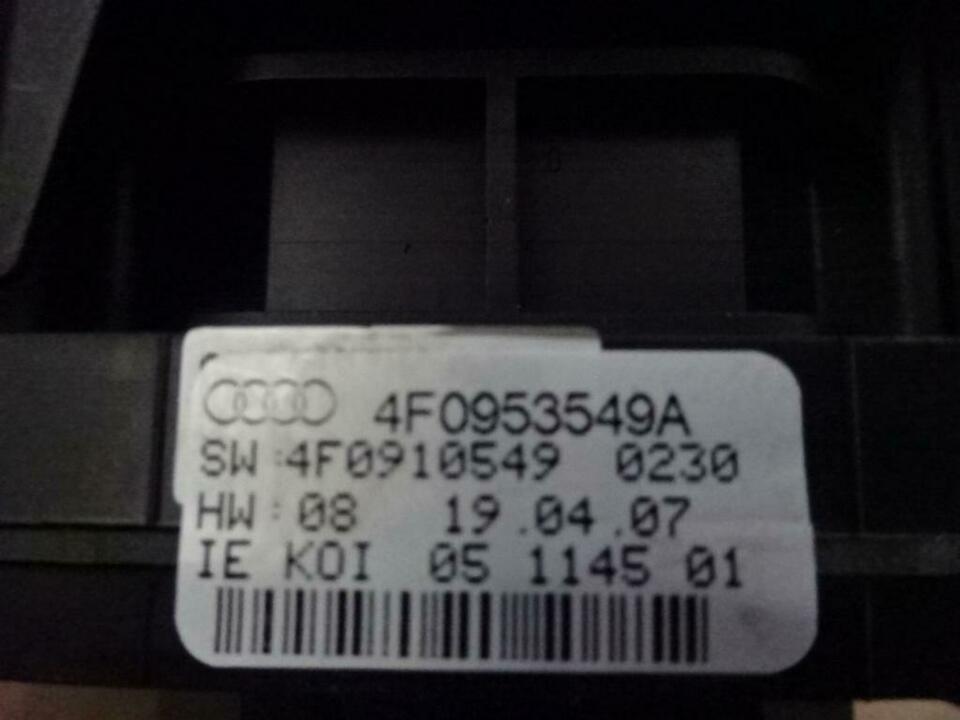 4F0953549A
SW :4F0910549 0230
HW : 08 19.04.07
IE KOI 05 1145 01